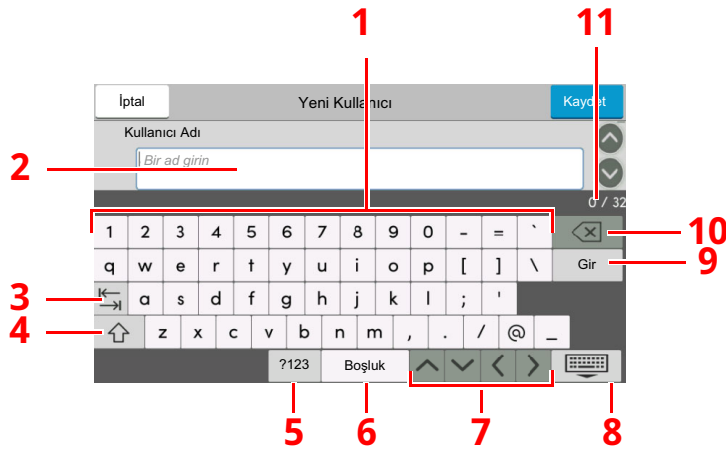 1 11
İptal Yeni Kullanıcı Kaydet
Kullanıcı Adı
2 Bir ad girin
0 / 32
1 2 3 4 5 6 7 8 9 0 - = ` 10
q w e r t y u i o p [ ] \ Gir 9
3 a s d f g h j k l ; '
4 z x c v b n m , . / @ _
?123 Boşluk
5 6 7 8